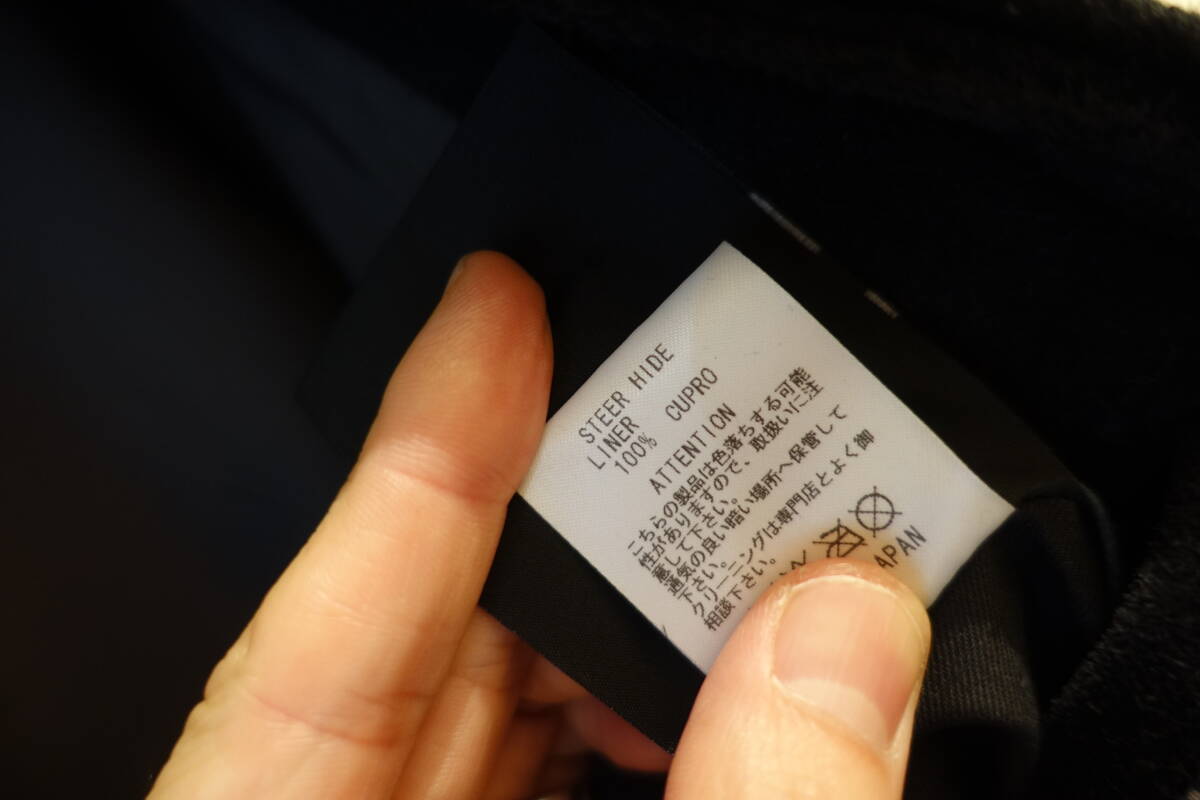 STEER HIDE
LINER
100% CUPRO
ATTENTION
こちらの製品は色落ちする可能
性がありますので、取扱いに注
意して下さい。
通気の良い暗い場所へ保管して
下さい。
クリーニングは専門店とよく御
相談下さい。
APAN